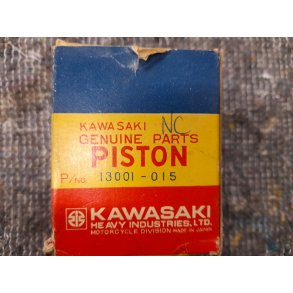 NC
KAWASAKI
GENUINE PARTS
PISTON
P/No. 13001-015
KAWASAKI
HEAVY INDUSTRIES, LTD.
MOTORCYCLE DIVISION MADE IN JAPAN